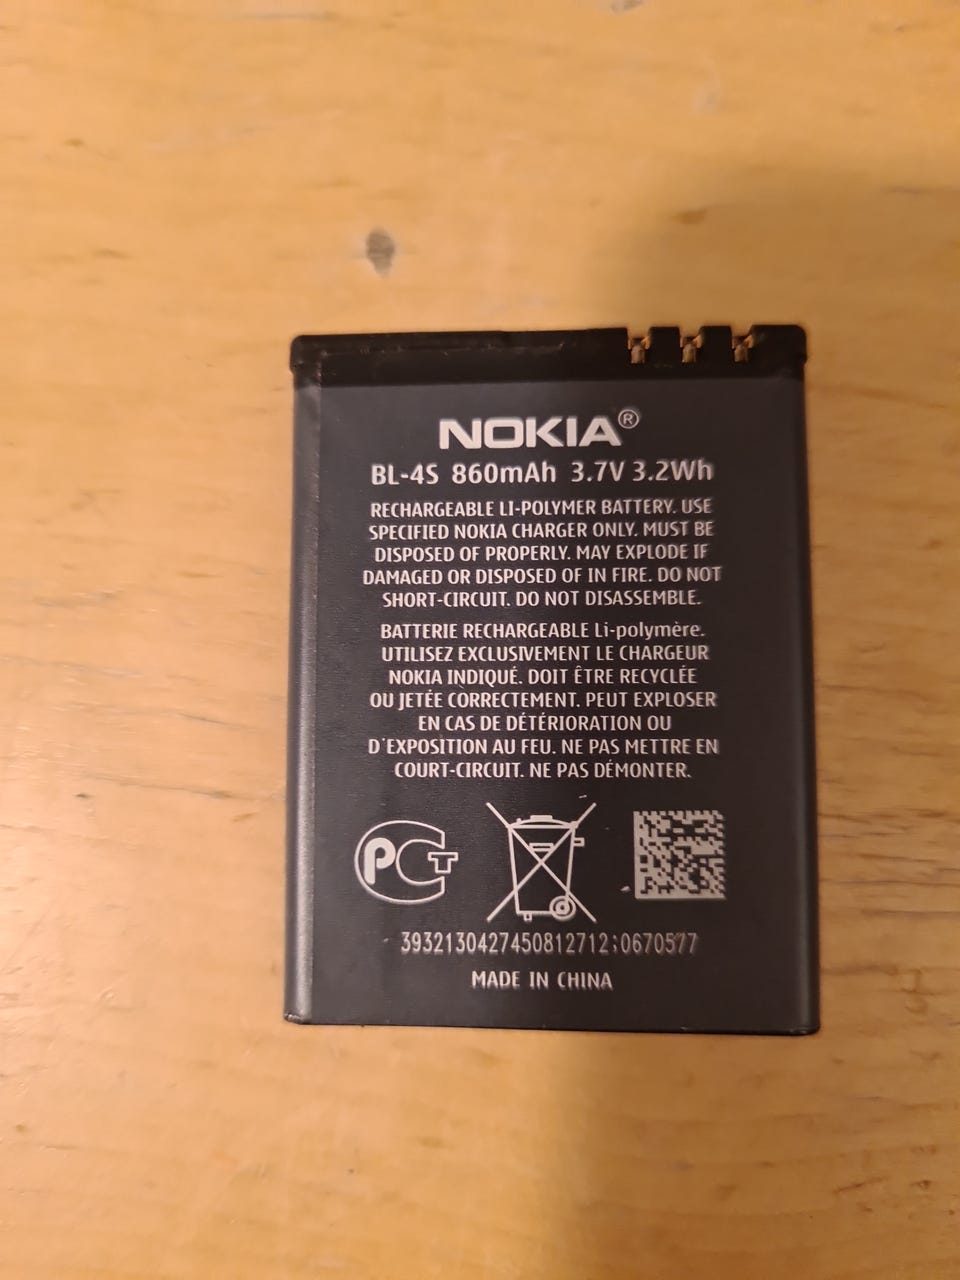 NOKIA®
BL-4S 860mAh 3.7V 3.2Wh
RECHARGEABLE LI-POLYMER BATTERY. USE
SPECIFIED NOKIA CHARGER ONLY. MUST BE
DISPOSED OF PROPERLY. MAY EXPLODE IF
DAMAGED OR DISPOSED OF IN FIRE. DO NOT
SHORT-CIRCUIT. DO NOT DISASSEMBLE.
BATTERIE RECHARGEABLE Li-polymère.
UTILISEZ EXCLUSIVEMENT LE CHARGEUR
NOKIA INDIQUÉ. DOIT ÊTRE RECYCLÉE
OU JETÉE CORRECTEMENT. PEUT EXPLOSER
EN CAS DE DÉTÉRIORATION OU
D'EXPOSITION AU FEU. NE PAS METTRE EN
COURT-CIRCUIT. NE PAS DÉMONTER.
PCT
3932130427450812712;0670577
MADE IN CHINA